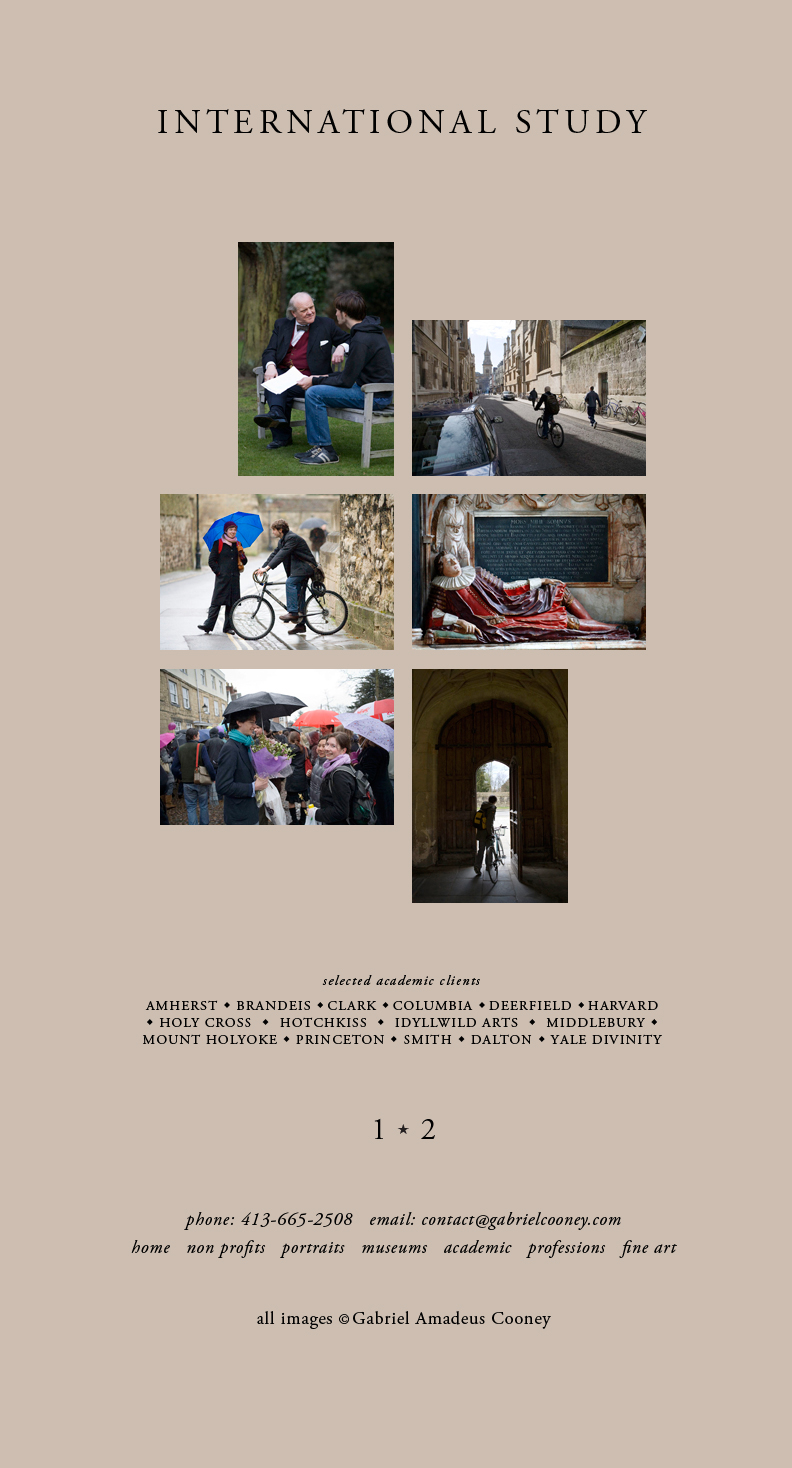 INTERNATIONAL STUDY
selected academic clients
AMHERST ◆ BRANDEIS ◆ CLARK ◆ COLUMBIA ◆ DEERFIELD ◆ HARVARD
◆ HOLY CROSS ◆ HOTCHKISS ◆ IDYLLWILD ARTS ◆ MIDDLEBURY ◆
MOUNT HOLYOKE ◆ PRINCETON ◆ SMITH ◆ DALTON ◆ YALE DIVINITY
1 ★ 2
phone: 413-665-2508 email: contact@gabrielcooney.com
home non profits portraits museums academic professions fine art
all images © Gabriel Amadeus Cooney